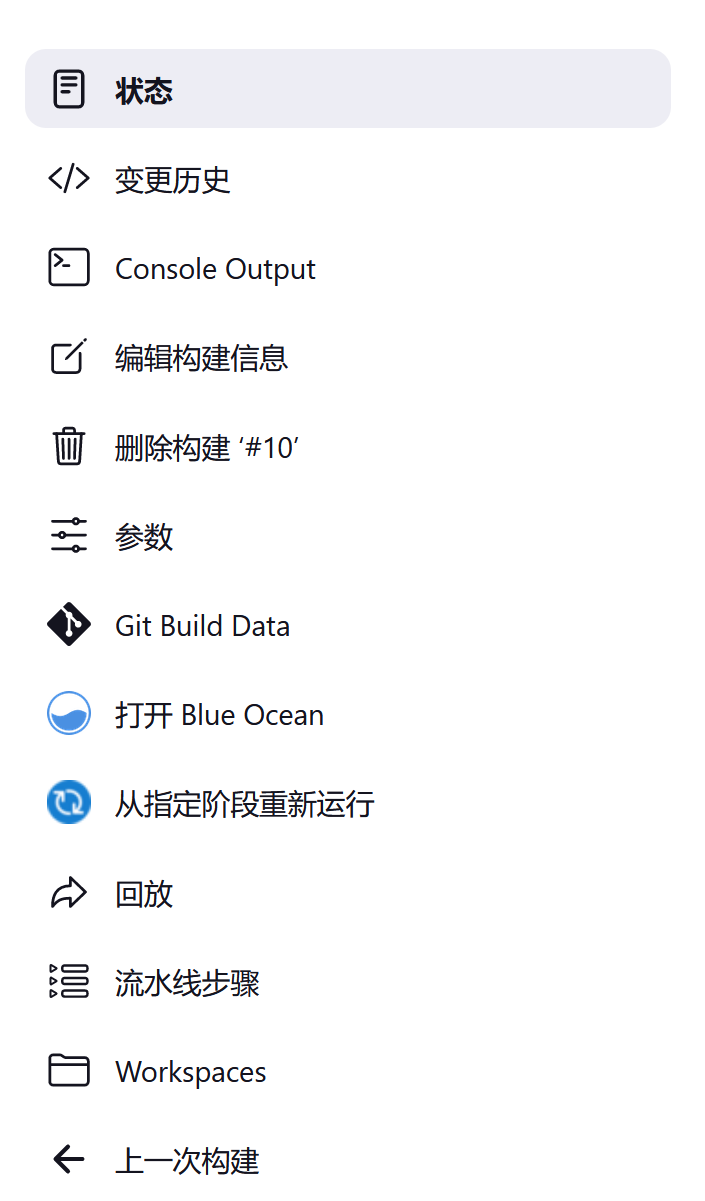 状态
变更历史
Console Output
编辑构建信息
删除构建 ‘#10’
参数
Git Build Data
打开 Blue Ocean
从指定阶段重新运行
回放
流水线步骤
Workspaces
上一次构建